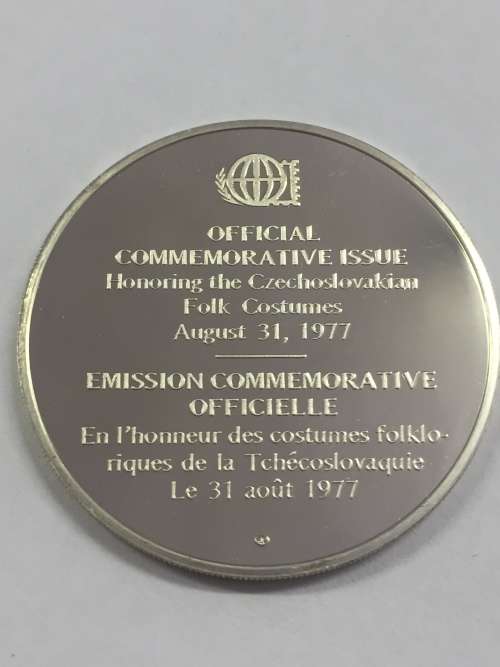 OFFICIAL
COMMEMORATIVE ISSUE
Honoring the Czechoslovakian
Folk Costumes
August 31, 1977
EMISSION COMMEMORATIVE
OFFICIELLE
En l'honneur des costumes folklo-
riques de la Tchécoslovaquie
Le 31 août 1977